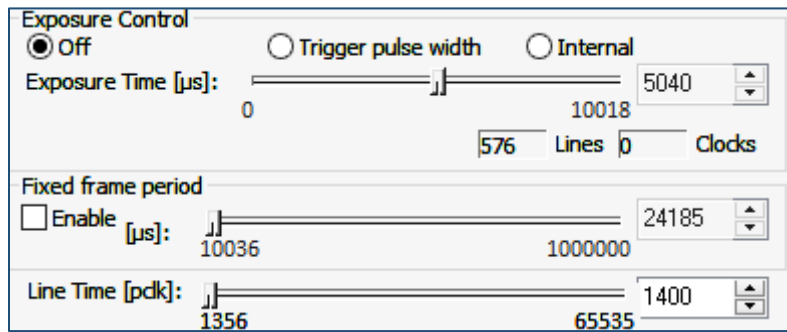 Exposure Control
Off Trigger pulse width Internal
Exposure Time [µs]: 5040
0 10018
576 Lines 0 Clocks
Fixed frame period
Enable [µs]: 24185
10036 1000000
Line Time [pclk]: 1400
1356 65535